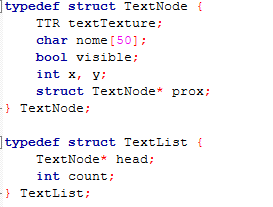 typedef struct TextNode {
    TTR textTexture;
    char nome[50];
    bool visible;
    int x, y;
    struct TextNode* prox;
} TextNode;

typedef struct TextList {
    TextNode* head;
    int count;
} TextList;